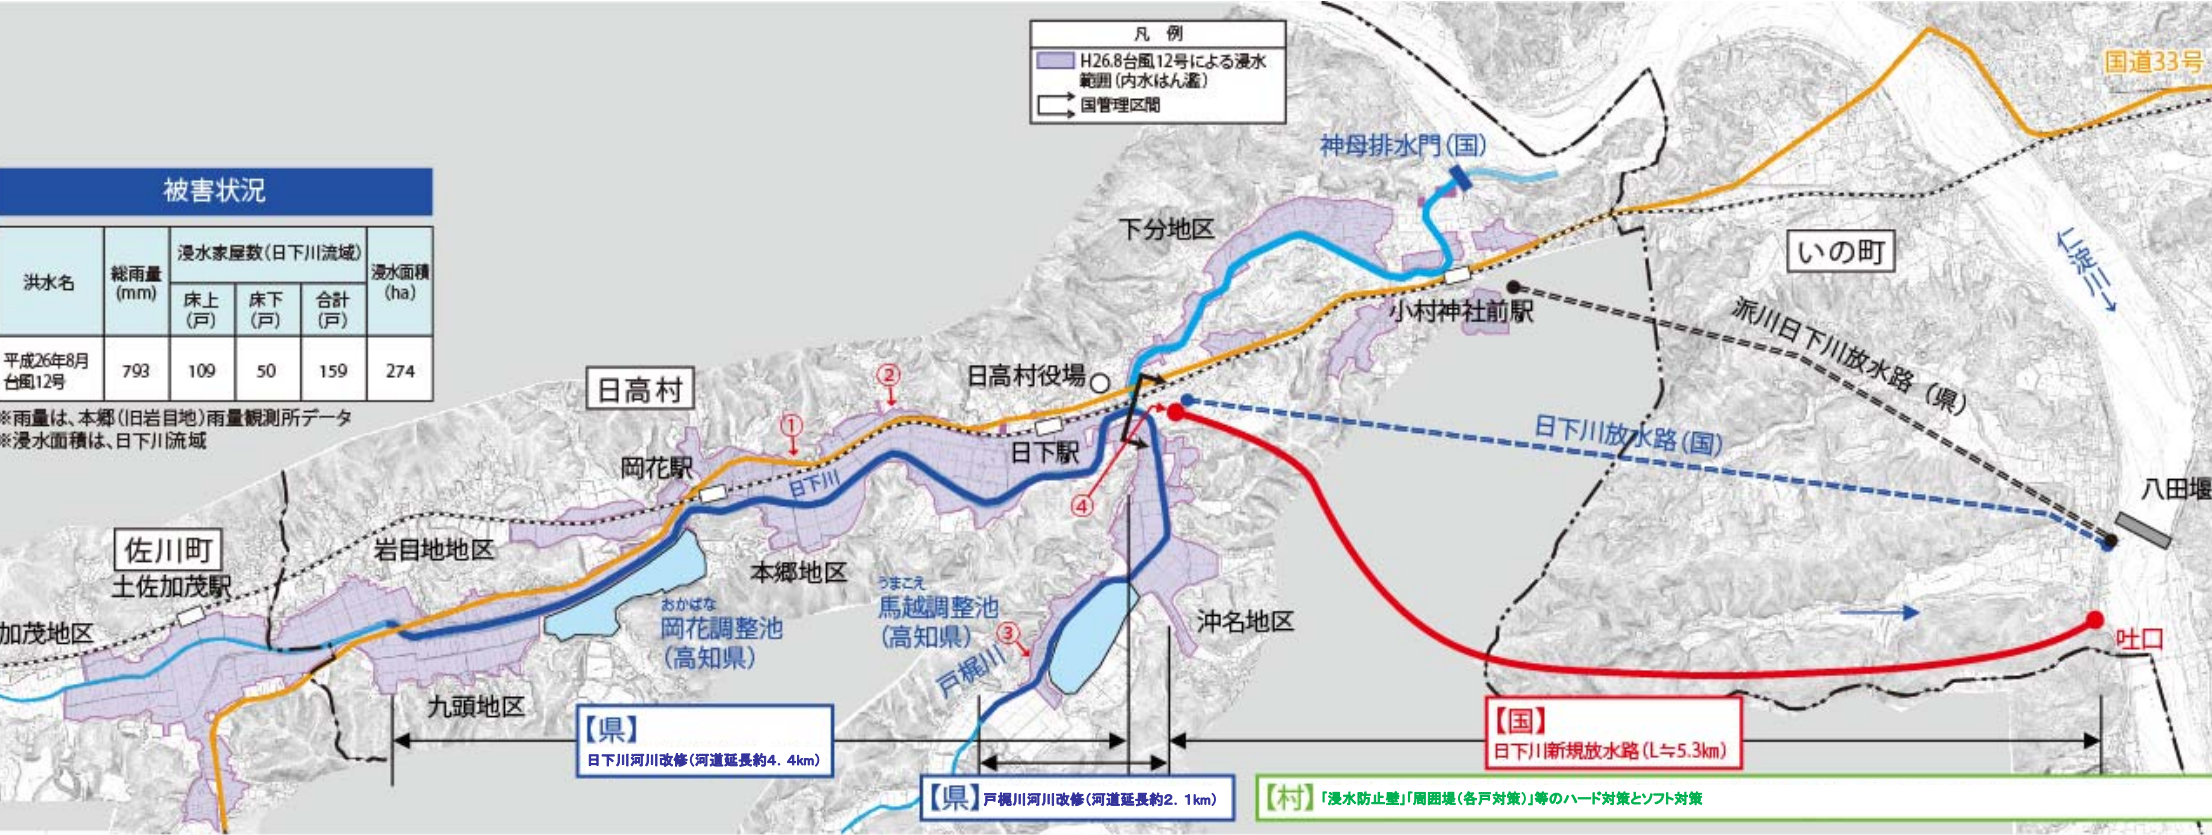 凡 例
H26.8台風12号による浸水
範囲(内水はん濫)
国管理区間
国道33号
神母排水門(国)
被害状況
洪水名
総雨量
(mm)
浸水家屋数(日下川流域)
床上
(戸)
床下
(戸)
合計
(戸)
浸水面積
(ha)
平成26年8月
台風12号
793
109
50
159
274
※雨量は、本郷(旧岩目地)雨量観測所データ
※浸水面積は、日下川流域
下分地区
いの町
仁淀川
小村神社前駅
派川日下川放水路(県)
日高村
②
日高村役場
①
岡花駅
日下駅
日下川
日下川放水路(国)
④
八田堰
佐川町
土佐加茂駅
岩目地地区
本郷地区
加茂地区
おかばな
岡花調整池
(高知県)
うまこえ
馬越調整池
(高知県)
③
戸梶川
沖名地区
吐口
九頭地区
【県】
日下川河川改修(河道延長約4.4km)
【国】
日下川新規放水路(L≒5.3km)
【県】戸梶川河川改修(河道延長約2.1km)
【村】「浸水防止壁」「周囲堤(各戸対策)」等のハード対策とソフト対策